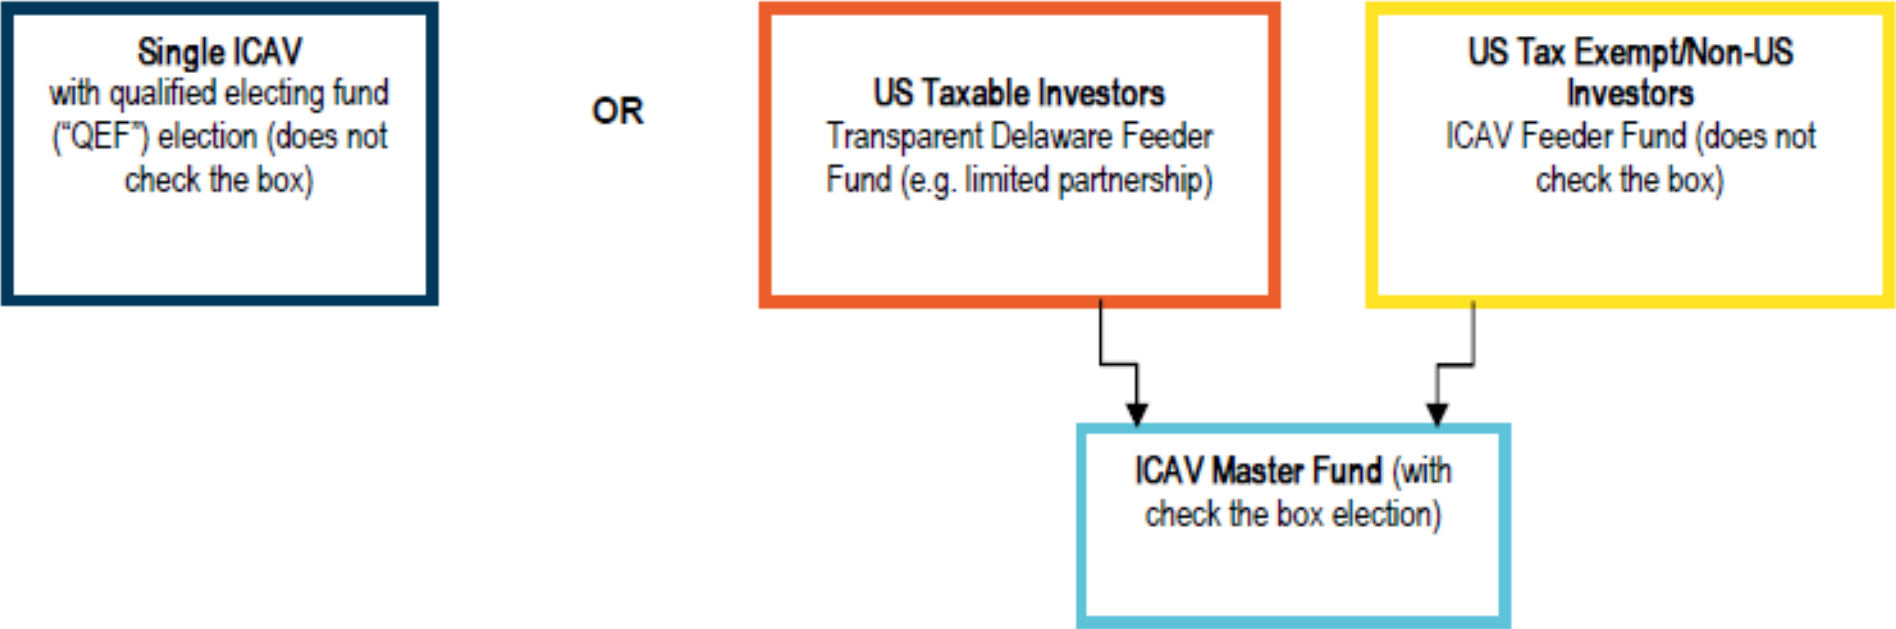 Single ICAV
with qualified electing fund
(“QEF”) election (does not
check the box)
OR
US Taxable Investors
Transparent Delaware Feeder
Fund (e.g. limited partnership)
US Tax Exempt/Non-US
Investors
ICAV Feeder Fund (does not
check the box)
ICAV Master Fund (with
check the box election)